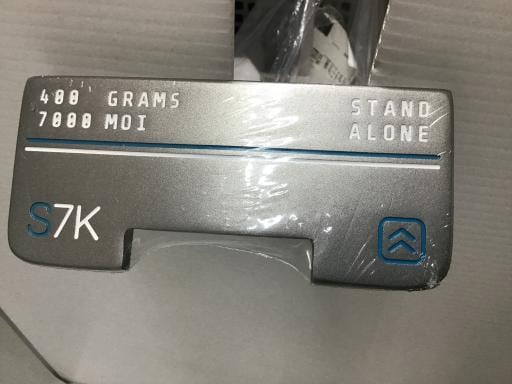 400 GRAMS
7000 MOI
STAND
ALONE
S7K